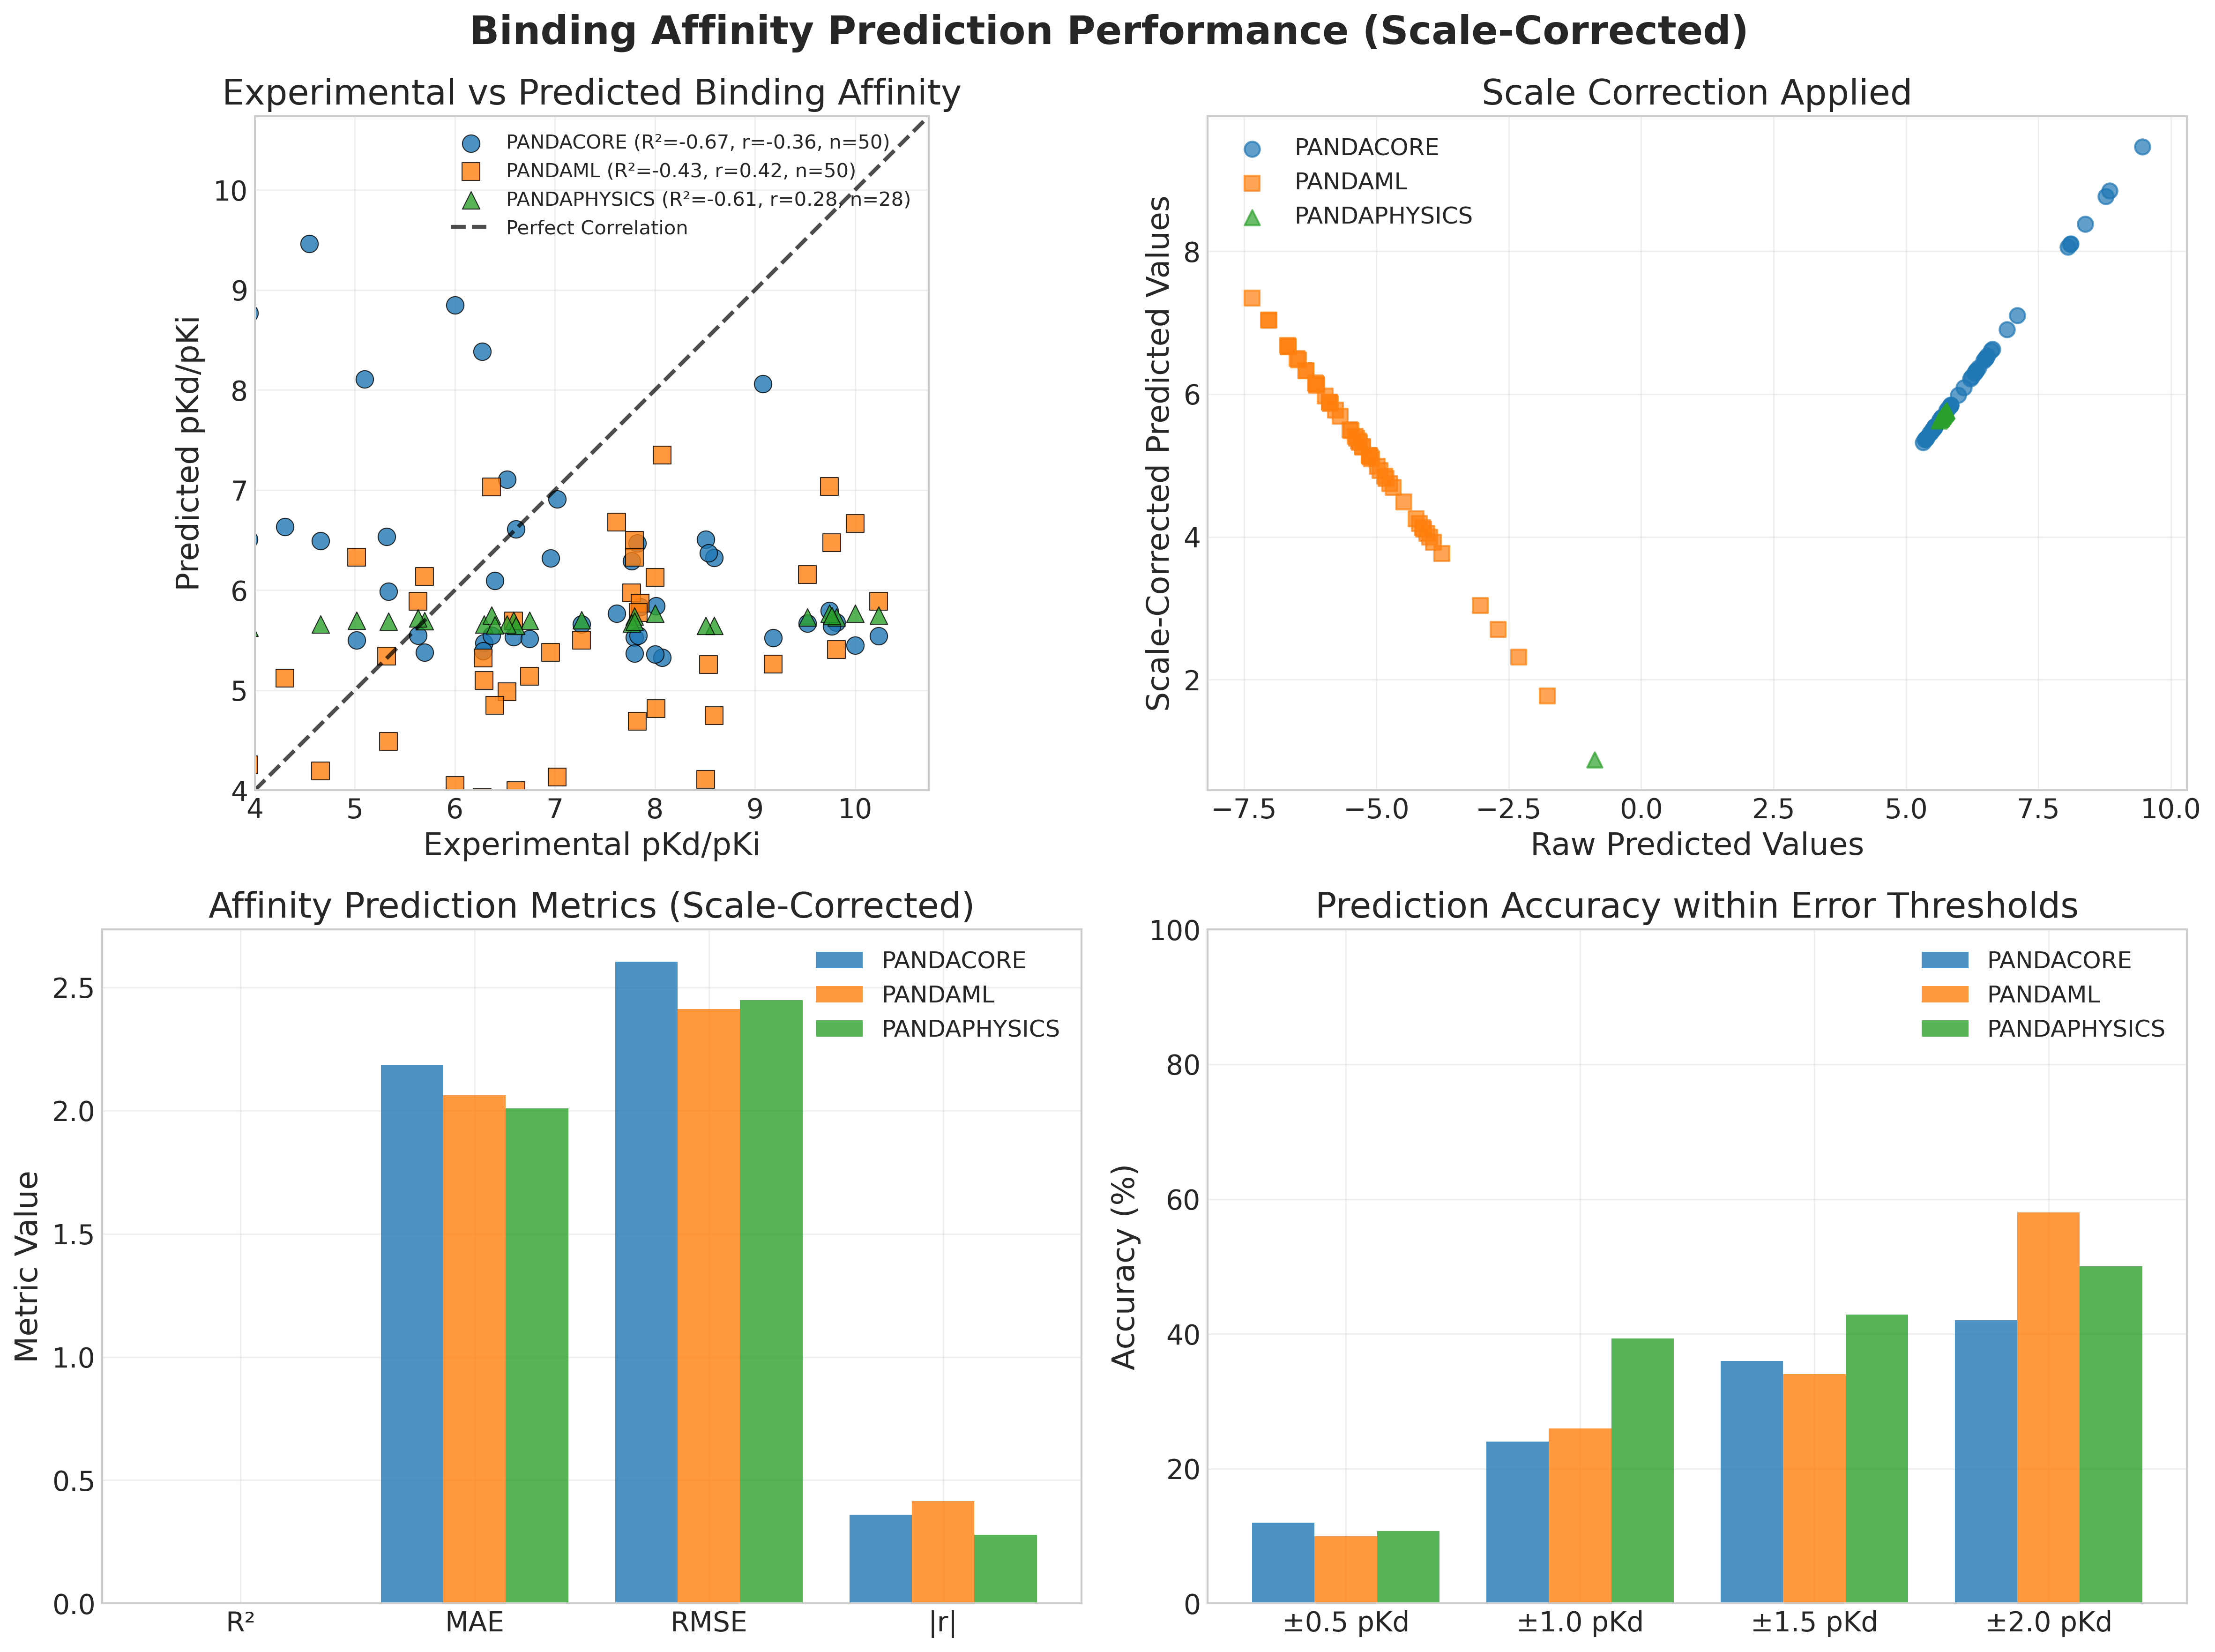 Binding Affinity Prediction Performance (Scale-Corrected)
Experimental vs Predicted Binding Affinity
PANDACORE (R²=-0.67, r=-0.36, n=50)
PANDAML (R²=-0.43, r=0.42, n=50)
PANDAPHYSICS (R²=-0.61, r=0.28, n=28)
Perfect Correlation
Predicted pKd/pKi
10
9
8
7
6
5
4
4 5 6 7 8 9 10
Experimental pKd/pKi
Scale Correction Applied
PANDACORE
PANDAML
PANDAPHYSICS
Scale-Corrected Predicted Values
8
6
4
2
−7.5 −5.0 −2.5 0.0 2.5 5.0 7.5 10.0
Raw Predicted Values
Affinity Prediction Metrics (Scale-Corrected)
PANDACORE
PANDAML
PANDAPHYSICS
Metric Value
2.5
2.0
1.5
1.0
0.5
0.0
R² MAE RMSE |r|
Prediction Accuracy within Error Thresholds
PANDACORE
PANDAML
PANDAPHYSICS
Accuracy (%)
100
80
60
40
20
0
±0.5 pKd ±1.0 pKd ±1.5 pKd ±2.0 pKd